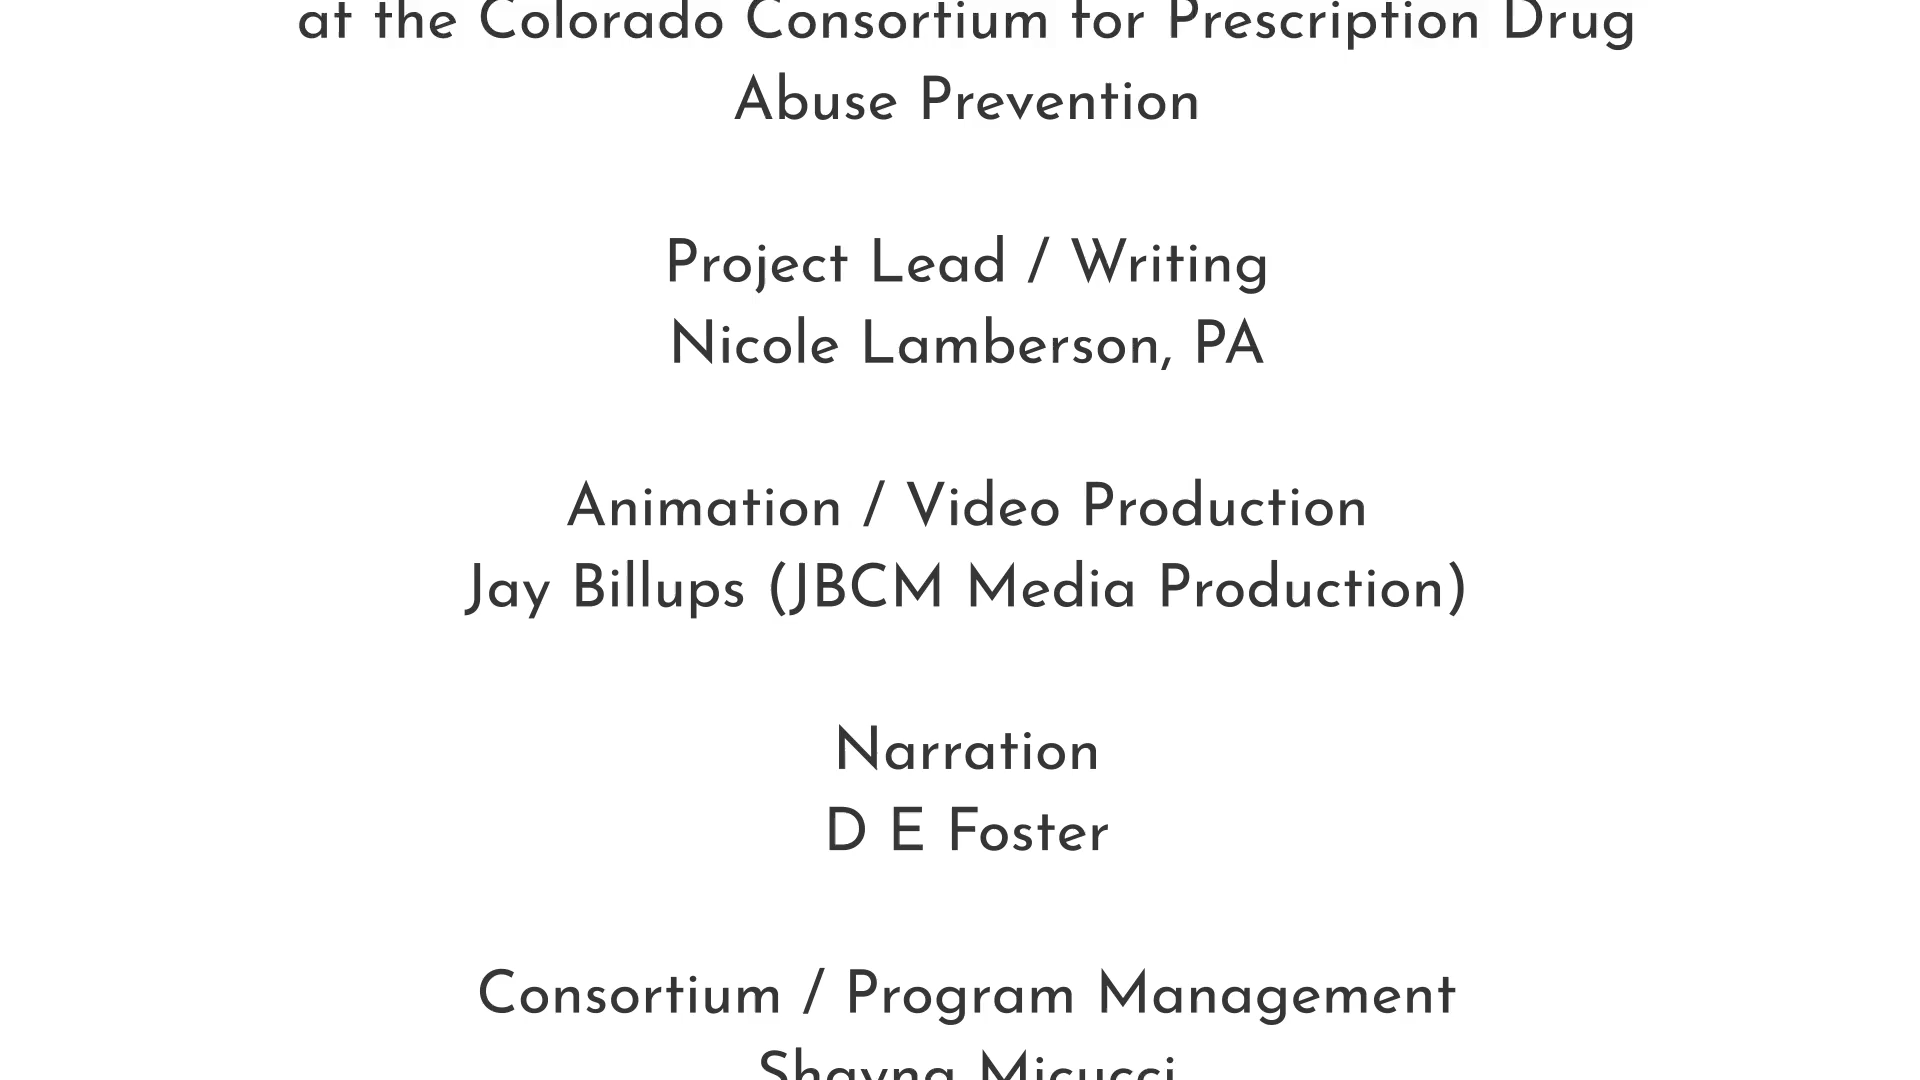 at the Colorado Consortium for Prescription Drug
Abuse Prevention
Project Lead / Writing
Nicole Lamberson, PA
Animation / Video Production
Jay Billups (JBCM Media Production)
Narration
D E Foster
Consortium / Program Management
Shayna Micucci